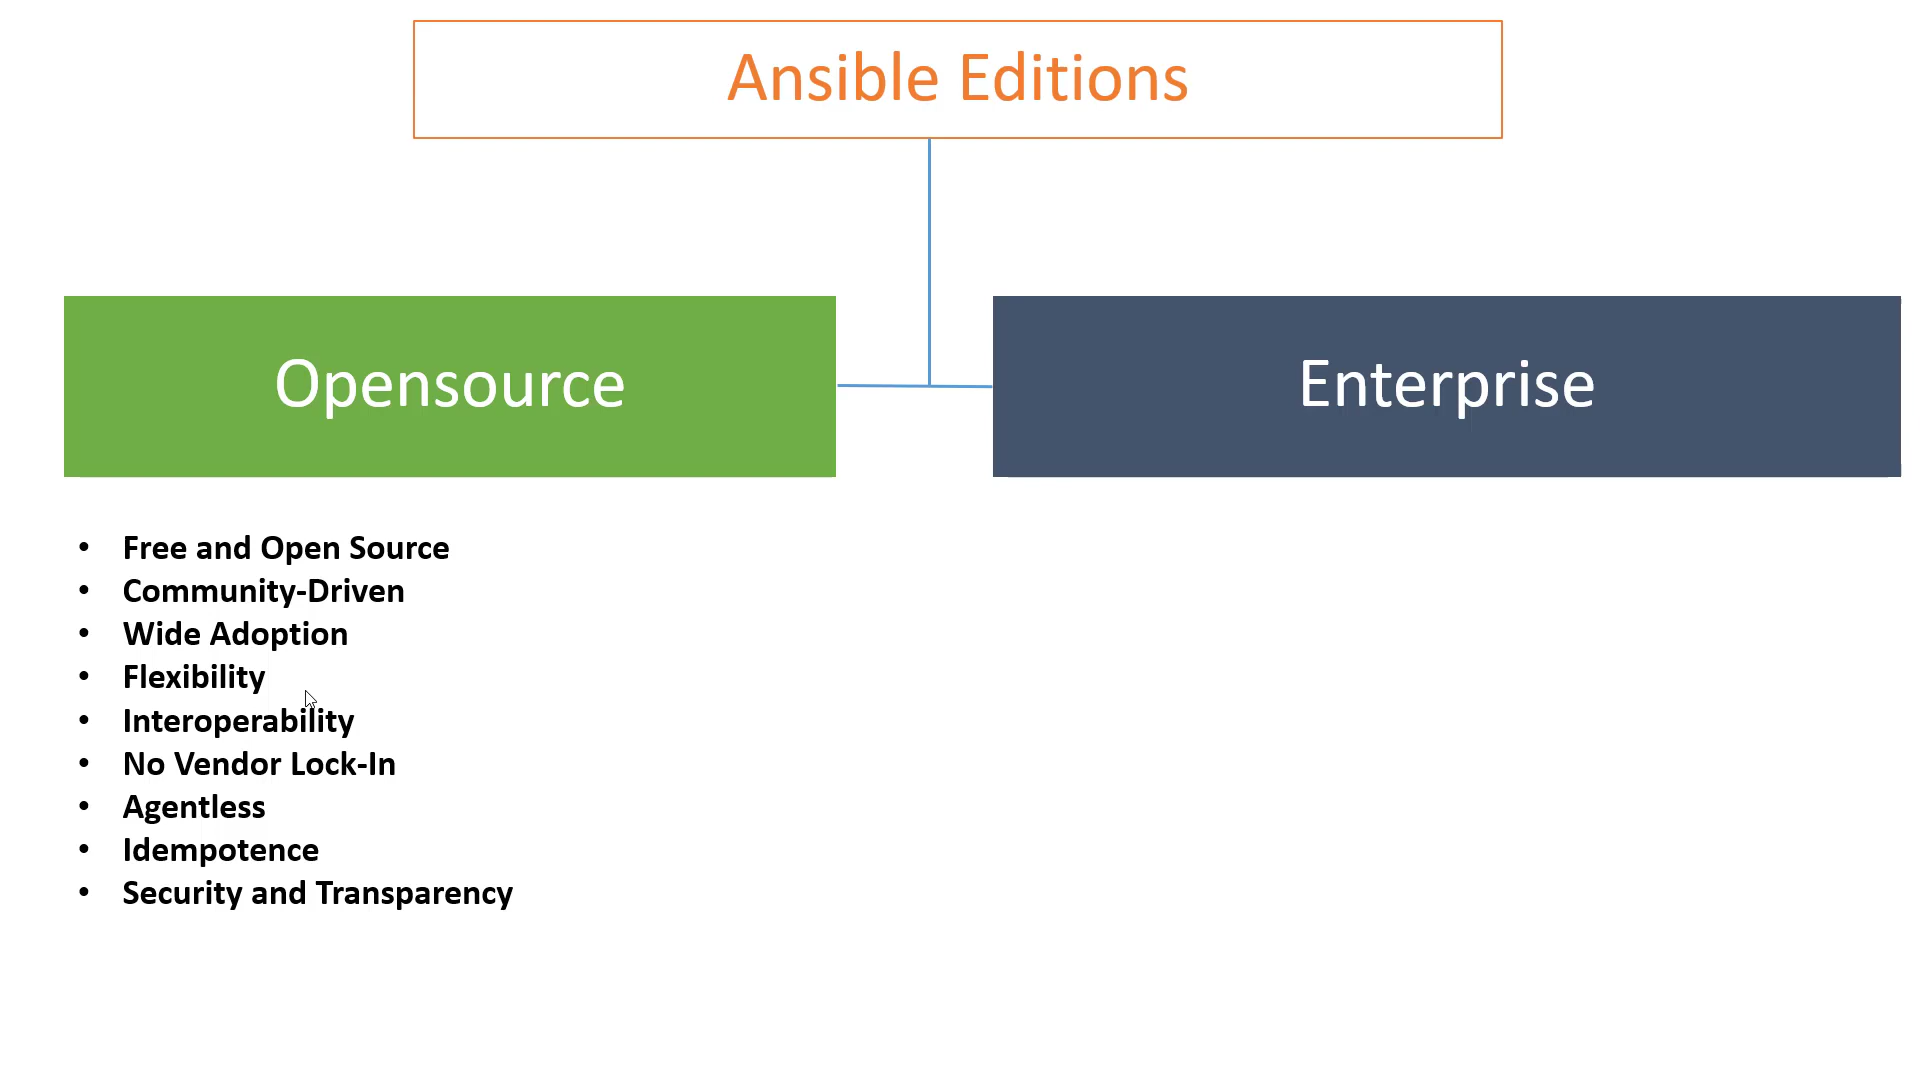 Ansible Editions
Opensource
Enterprise
• Free and Open Source
• Community-Driven
• Wide Adoption
• Flexibility
• Interoperability
• No Vendor Lock-In
• Agentless
• Idempotence
• Security and Transparency